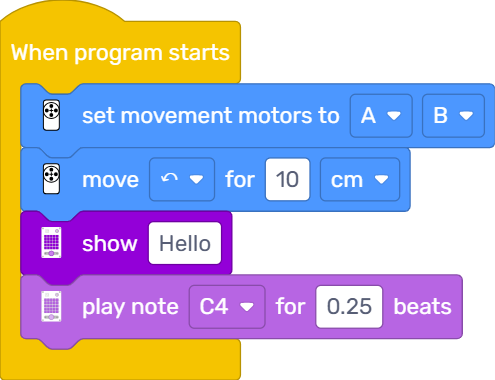 When program starts
set movement motors to A B
move for 10 cm
show Hello
play note C4 for 0.25 beats